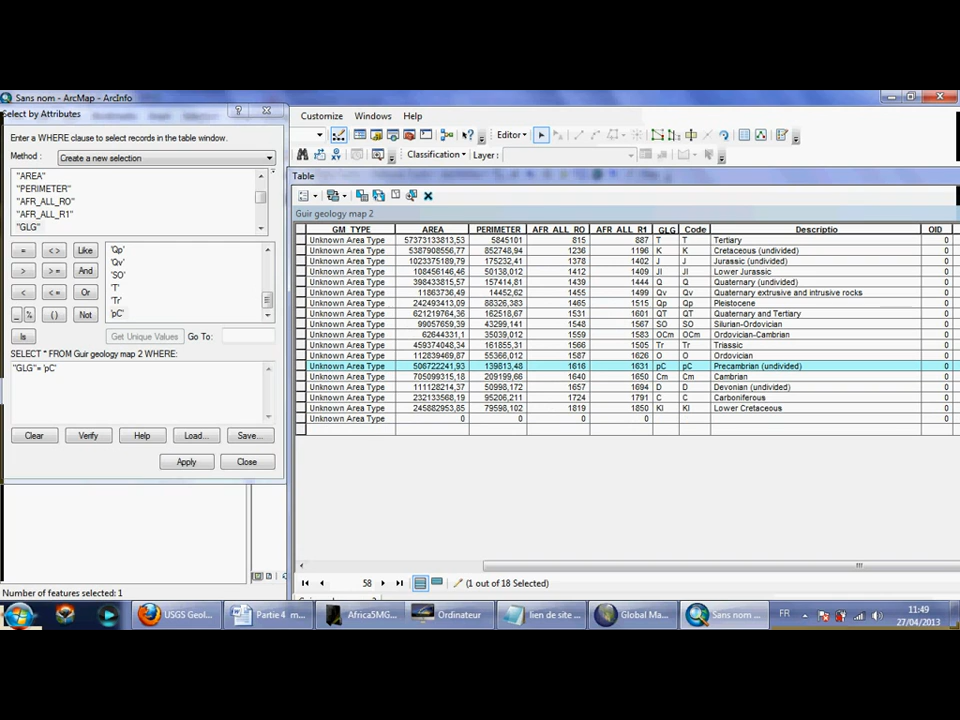 Sans nom - ArcMap - ArcInfo
Select by Attributes
Customize Windows Help
Enter a WHERE clause to select records in the table window.
Editor
Method : Create a new selection
Classification Layer :
"AREA"
"PERIMETER"
"AFR_ALL_RO"
"AFR_ALL_R1"
"GLG"
Table
Guir geology map 2
= < > Like
> > = And
< < = Or
_ % ( ) Not
Is Get Unique Values Go To:
'Qp'
'Qv'
'SO'
'T'
'Tr'
'pC'
SELECT * FROM Guir geology map 2 WHERE:
"GLG"= 'pC'
Clear Verify Help Load... Save...
Apply Close
GM_TYPE AREA PERIMETER AFR_ALL_RO AFR_ALL_R1 GLG Code Descriptio OID
Unknown Area Type 57373133813,53 5845101 815 887 T T Tertiary 0
Unknown Area Type 5387908556,77 852748,94 1236 1196 K K Cretaceous (undivided) 0
Unknown Area Type 1023375189,79 175232,41 1378 1402 J J Jurassic (undivided) 0
Unknown Area Type 108456146,46 50138,012 1412 1409 Jl Jl Lower Jurassic 0
Unknown Area Type 398433815,57 157414,81 1439 1444 Q Q Quaternary (undivided) 0
Unknown Area Type 11863736,49 14452,62 1455 1499 Qv Qv Quaternary extrusive and intrusive rocks 0
Unknown Area Type 242493413,09 88326,383 1465 1515 Qp Qp Pleistocene 0
Unknown Area Type 621219764,36 102168,67 1531 1601 QT QT Quaternary and Tertiary 0
Unknown Area Type 99057659,39 43299,141 1548 1567 SO SO Silurian-Ordovician 0
Unknown Area Type 62644331,1 35039,012 1559 1583 OCm OCm Ordovician-Cambrian 0
Unknown Area Type 459374048,34 161855,31 1566 1505 Tr Tr Triassic 0
Unknown Area Type 112839469,87 55366,012 1587 1626 O O Ordovician 0
Unknown Area Type 506722241,93 139813,48 1616 1631 pC pC Precambrian (undivided) 0
Unknown Area Type 705099315,18 209199,66 1640 1650 Cm Cm Cambrian 0
Unknown Area Type 111128214,37 50998,172 1657 1694 D D Devonian (undivided) 0
Unknown Area Type 232133568,19 95206,211 1724 1791 C C Carboniferous 0
Unknown Area Type 245882953,85 79598,102 1819 1850 Kl Kl Lower Cretaceous 0
Unknown Area Type 0 0 0 0 0
58 (1 out of 18 Selected)
Number of features selected: 1
USGS Geol... Partie 4 m... Africa5MG... Ordinateur lien de site ... Global Ma... Sans nom ... FR 11:49
27/04/2013